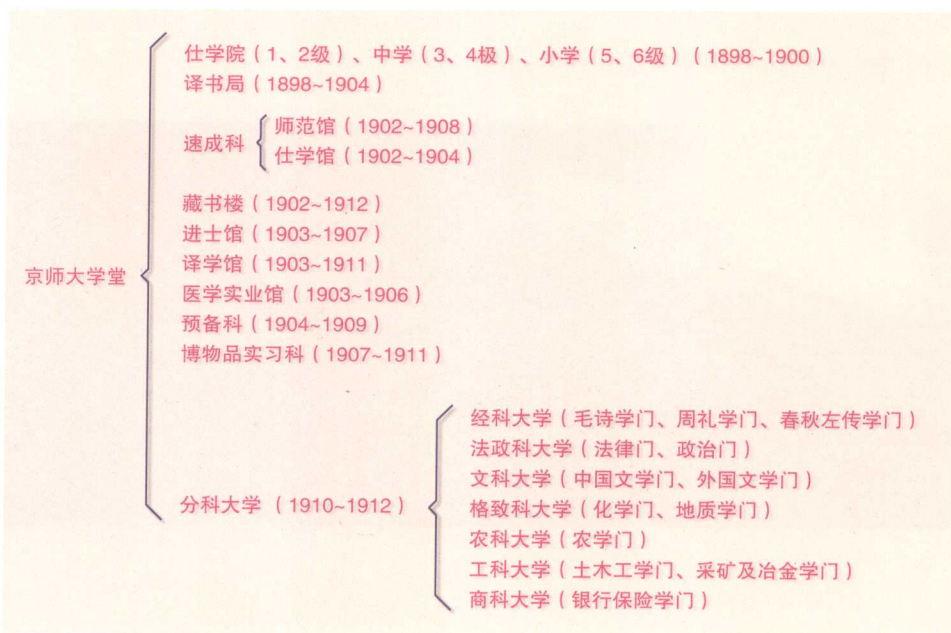 仕学院（1、2级）、中学（3、4极）、小学（5、6级）（1898~1900）
译书局（1898~1904）
速成科
师范馆（1902~1908）
仕学馆（1902~1904）
藏书楼（1902~1912）
进士馆（1903~1907）
京师大学堂
译学馆（1903~1911）
医学实业馆（1903~1906）
预备科（1904~1909）
博物品实习科（1907~1911）
分科大学（1910~1912）
经科大学（毛诗学门、周礼学门、春秋左传学门）
法政科大学（法律门、政治门）
文科大学（中国文学门、外国文学门）
格致科大学（化学门、地质学门）
农科大学（农学门）
工科大学（土木工学门、采矿及冶金学门）
商科大学（银行保险学门）